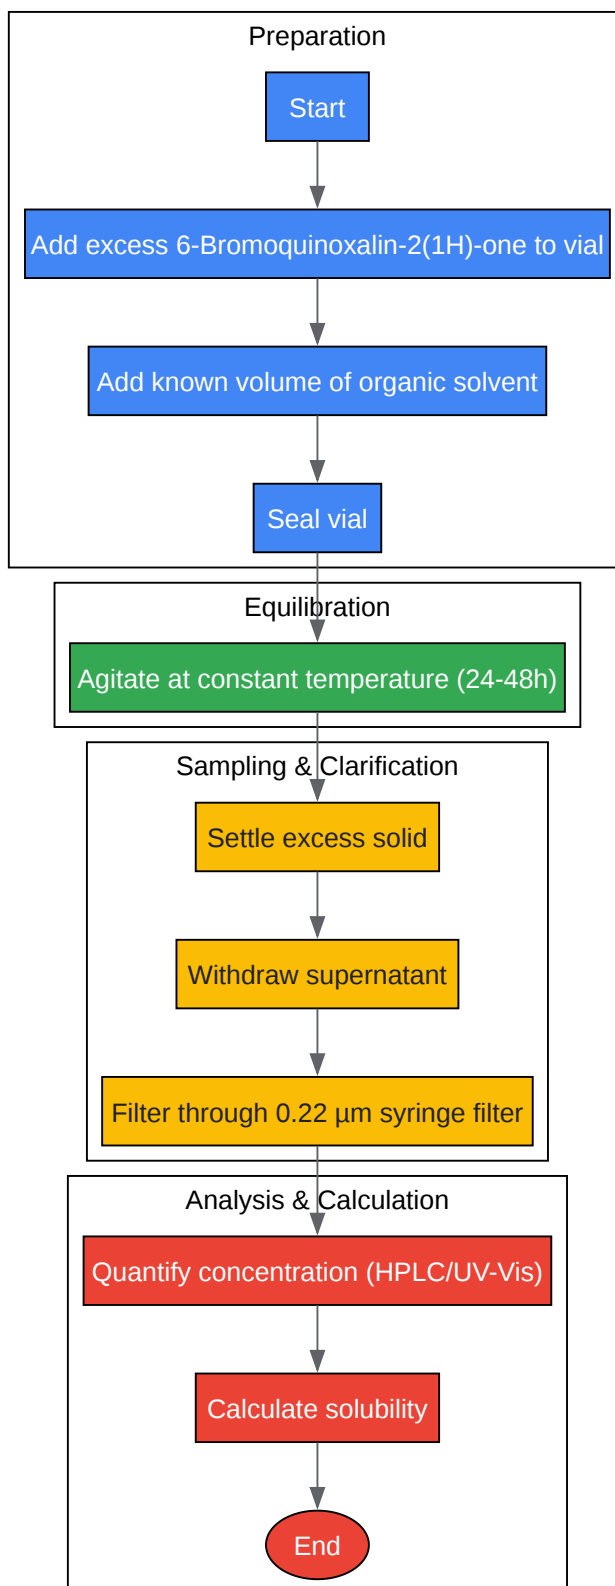 Preparation
Start
Add excess 6-Bromoquinoxalin-2(1H)-one to vial
Add known volume of organic solvent
Seal vial
Equilibration
Agitate at constant temperature (24-48h)
Sampling & Clarification
Settle excess solid
Withdraw supernatant
Filter through 0.22 µm syringe filter
Analysis & Calculation
Quantify concentration (HPLC/UV-Vis)
Calculate solubility
End